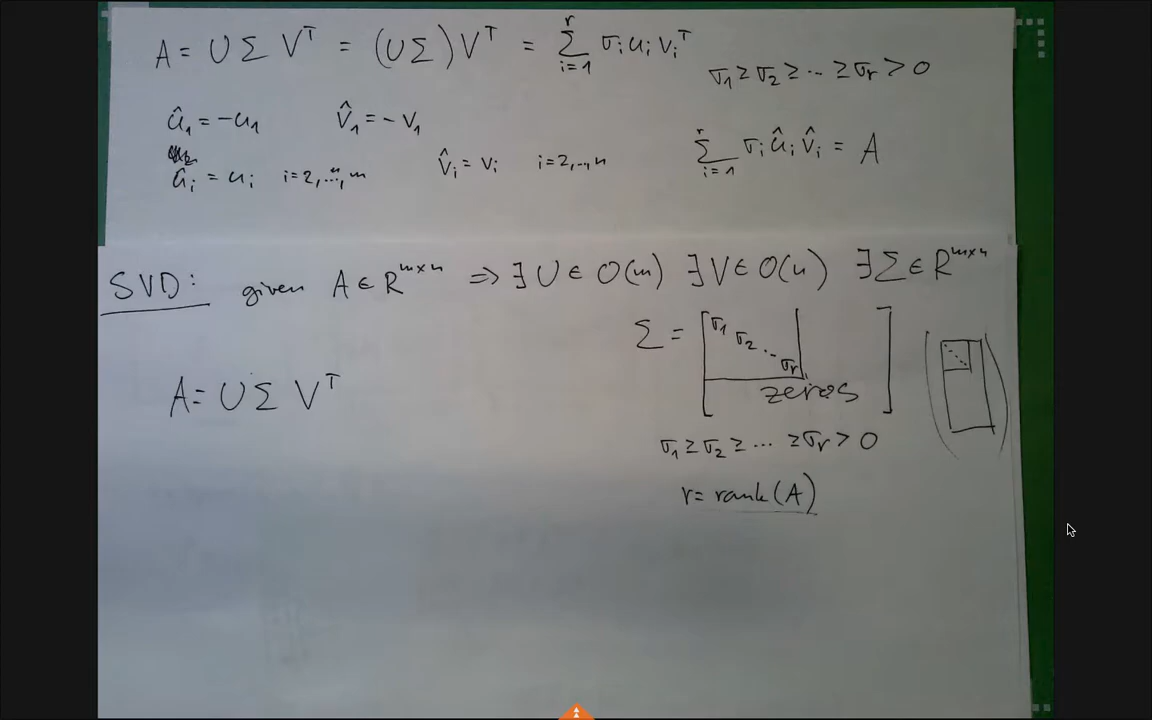 A = U Σ V^T = (UΣ)V^T = Σ_{i=1}^{r} σ_i u_i v_i^T
σ_1 ≥ σ_2 ≥ ... ≥ σ_r > 0
û_1 = -u_1    v̂_1 = - v_1
û_i = u_i   i=2,...,m    v̂_i = v_i   i=2,..,n
Σ_{i=1}^{r} σ_i û_i v̂_i = A
SVD: given A ∈ R^{m×n} ⇒ ∃ U ∈ O(m) ∃ V ∈ O(n) ∃ Σ ∈ R^{m×n}
Σ = [σ_1 σ_2 ... σ_r zeros]
A = U Σ V^T
σ_1 ≥ σ_2 ≥ ... ≥ σ_r > 0
r = rank(A)